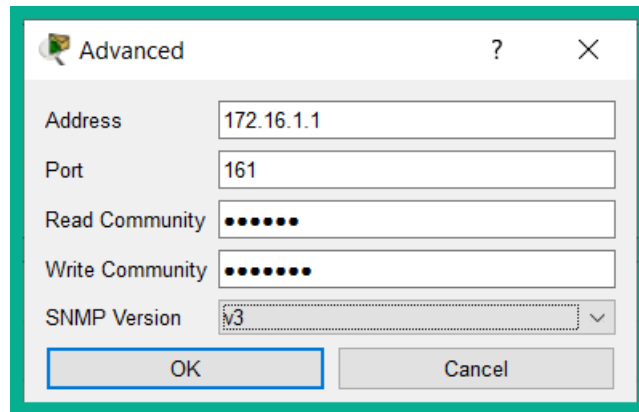 Advanced ?
Address 172.16.1.1
Port 161
Read Community ••••••
Write Community •••••••
SNMP Version v3
OK Cancel